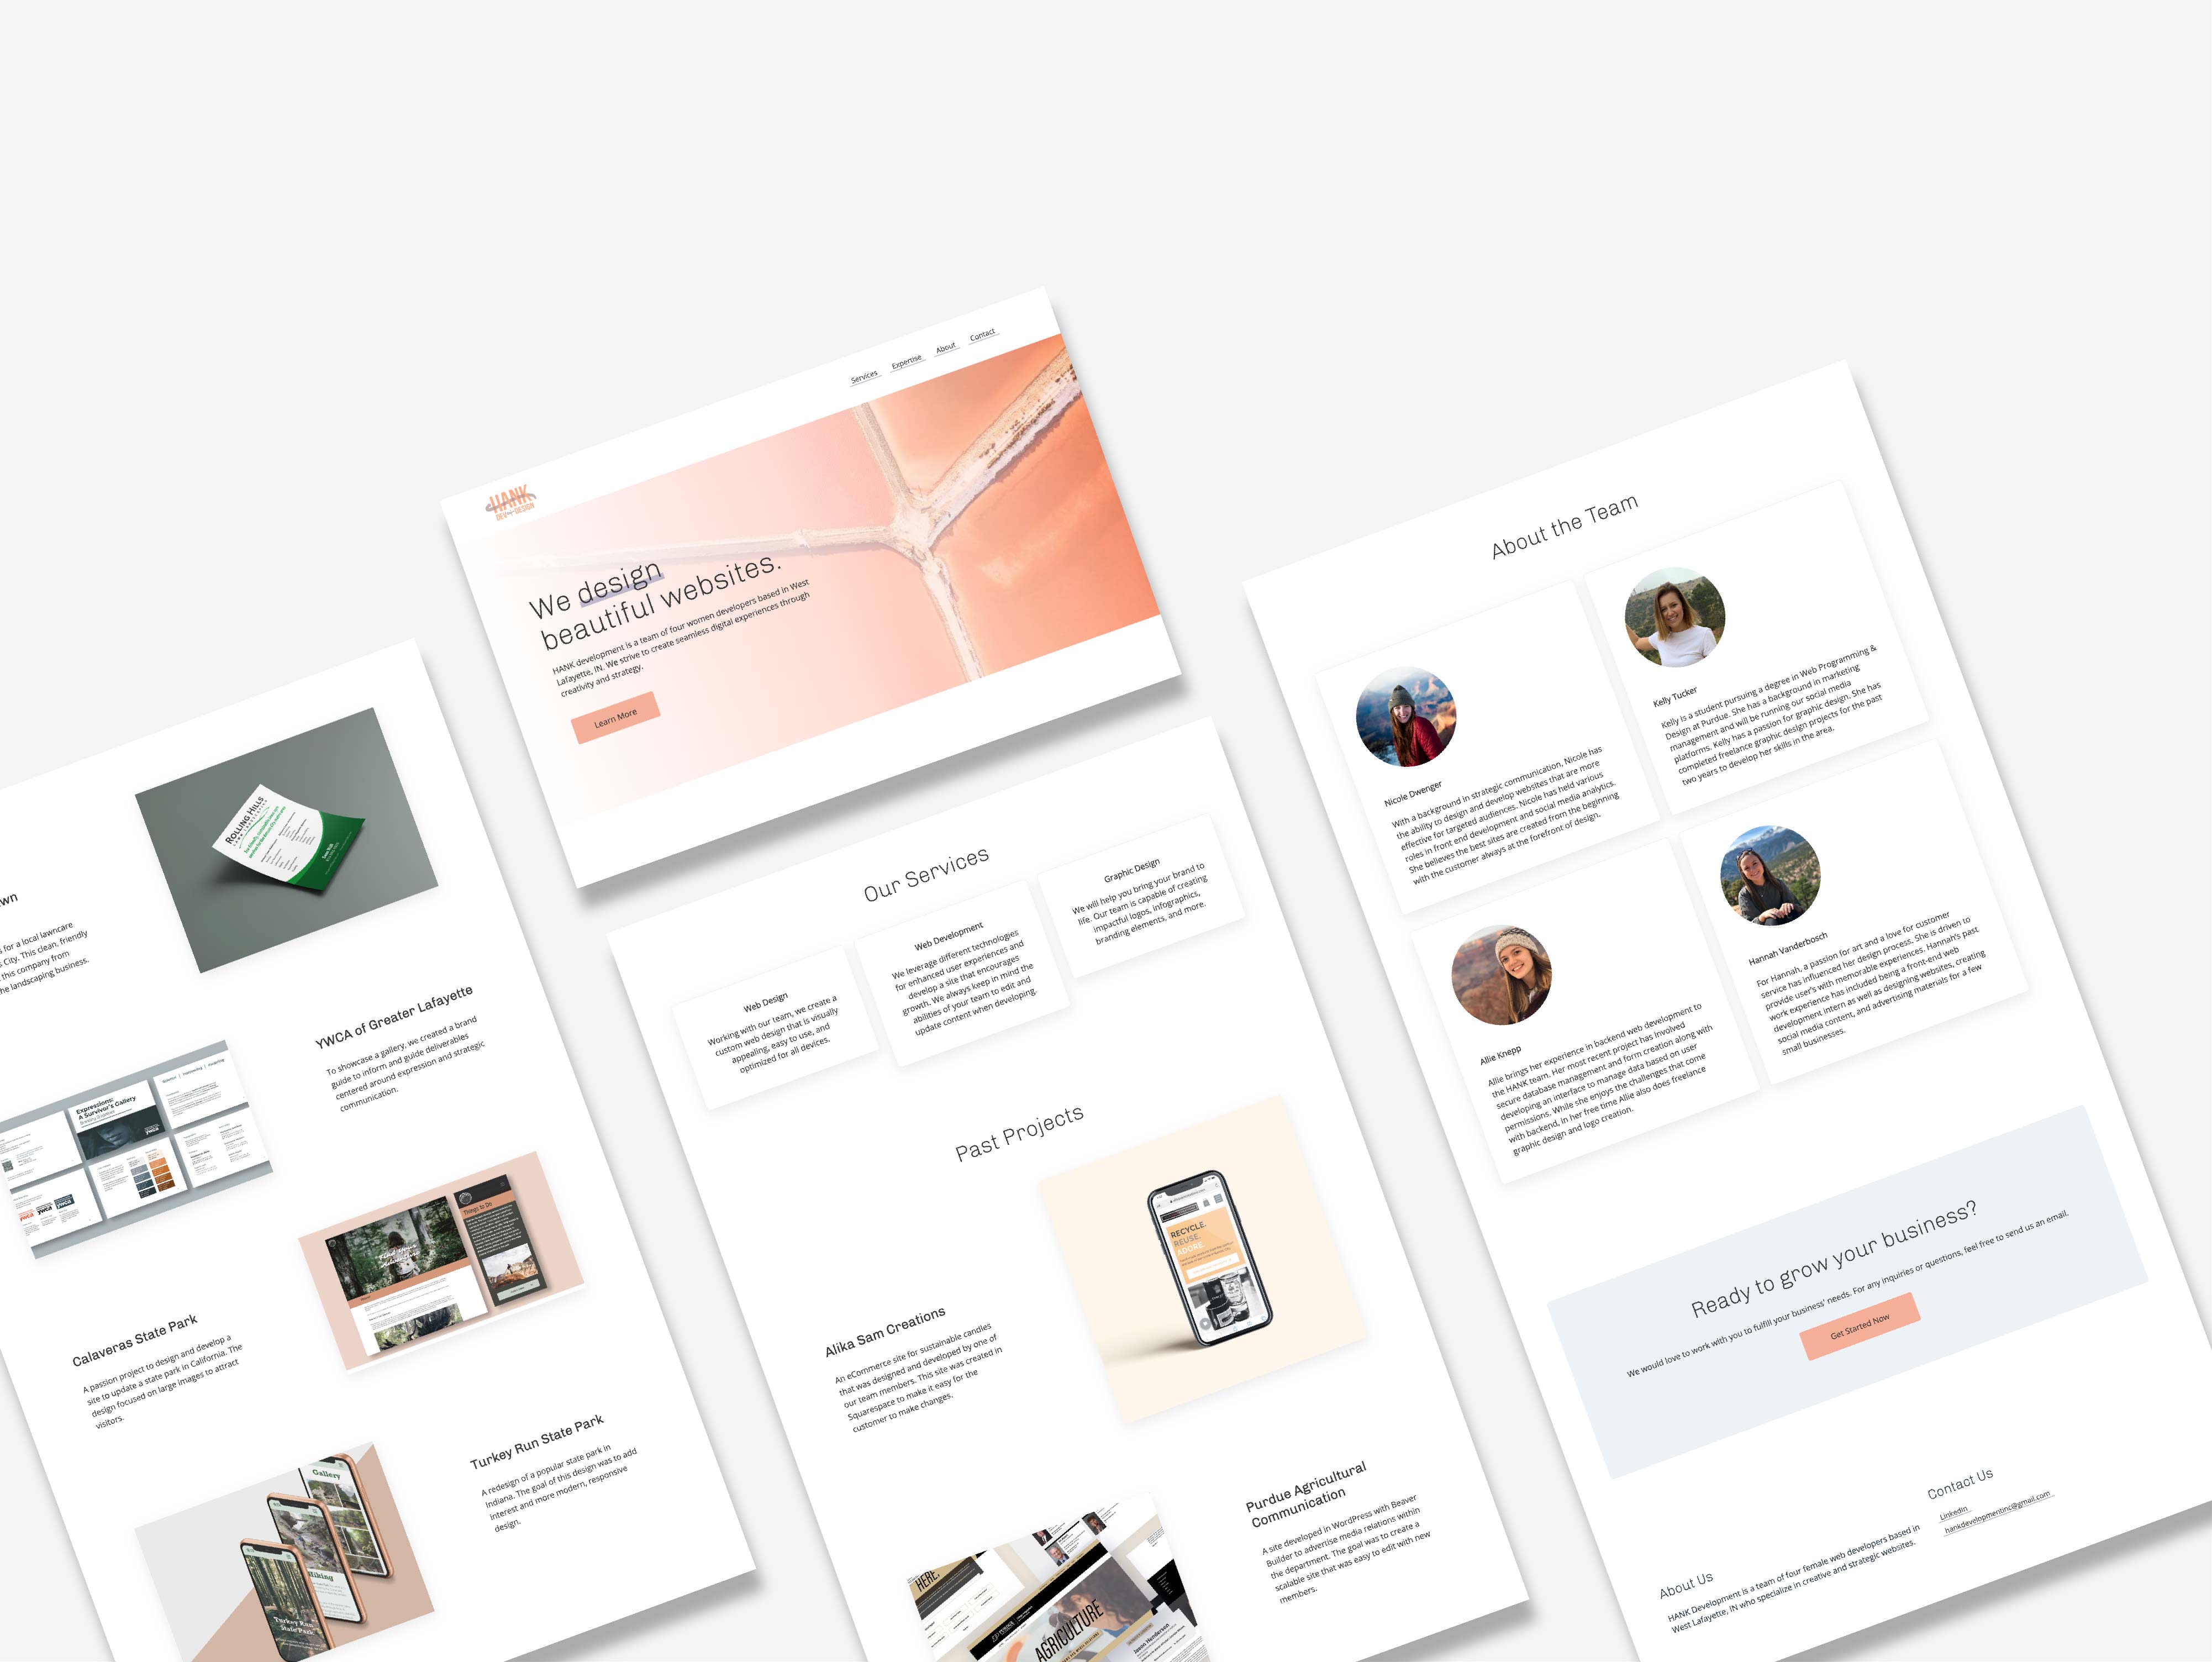 HANK
DEV and DESIGN
Services
Expertise
About
Contact
We design
beautiful websites.
HANK development is a team of four women developers based in West
Lafayette, IN. We strive to create seamless digital experiences through
creativity and strategy.
Learn More
Our Services
Web Design
Working with our team, we create a
custom web design that is visually
appealing, easy to use, and
optimized for all devices.
Web Development
We leverage different technologies
for enhanced user experiences and
develop a site that encourages
growth. We always keep in mind the
abilities of your team to edit and
update content when developing.
Graphic Design
We will help you bring your brand to
life. Our team is capable of creating
impactful logos, infographics,
branding elements, and more.
Past Projects
Alika Sam Creations
An eCommerce site for sustainable candles
that was designed and developed by one of
our team members. This site was created in
Squarespace to make it easy for the
customer to make changes.
RECYCLE.
REUSE.
ADORE.
Purdue Agricultural
Communication
A site developed in WordPress with Beaver
Builder to advertise media relations within
the department. The goal was to create a
scalable site that was easy to edit with new
members.
HERE.
AGRICULTURE
Jason Henderson
wn
s for a local lawncare
s City. This clean, friendly
this company from
he landscaping business.
ROLLING HILLS
YWCA of Greater Lafayette
To showcase a gallery, we created a brand
guide to inform and guide deliverables
centered around expression and strategic
communication.
Expressions:
A Survivor's Gallery
ywca
ywca
ywca
Calaveras State Park
A passion project to design and develop a
site to update a state park in California. The
design focused on large images to attract
visitors.
Find Your
Adventure
Things to Do
Turkey Run State Park
A redesign of a popular state park in
Indiana. The goal of this design was to add
interest and more modern, responsive
design.
Gallery
Hiking
Turkey Run
State Park
About the Team
Nicole Dwenger
With a background in strategic communication, Nicole has
the ability to design and develop websites that are more
effective for targeted audiences. Nicole has held various
roles in front end development and social media analytics.
She believes the best sites are created from the beginning
with the customer always at the forefront of design.
Kelly Tucker
Kelly is a student pursuing a degree in Web Programming &
Design at Purdue. She has a background in marketing
management and will be running our social media
platforms. Kelly has a passion for graphic design. She has
completed freelance graphic design projects for the past
two years to develop her skills in the area.
Allie Knepp
Allie brings her experience in backend web development to
the HANK team. Her most recent project has involved
secure database management and form creation along with
developing an interface to manage data based on user
permissions. While she enjoys the challenges that come
with backend, in her free time Allie also does freelance
graphic design and logo creation.
Hannah Vanderbosch
For Hannah, a passion for art and a love for customer
service has influenced her design process. She is driven to
provide user's with memorable experiences. Hannah's past
work experience has included being a front-end web
development intern as well as designing websites, creating
social media content, and advertising materials for a few
small businesses.
Ready to grow your business?
We would love to work with you to fulfill your business' needs. For any inquiries or questions, feel free to send us an email.
Get Started Now
About Us
HANK Development is a team of four female web developers based in
West Lafayette, IN who specialize in creative and strategic websites.
Contact Us
LinkedIn
hankdevelopmentinc@gmail.com